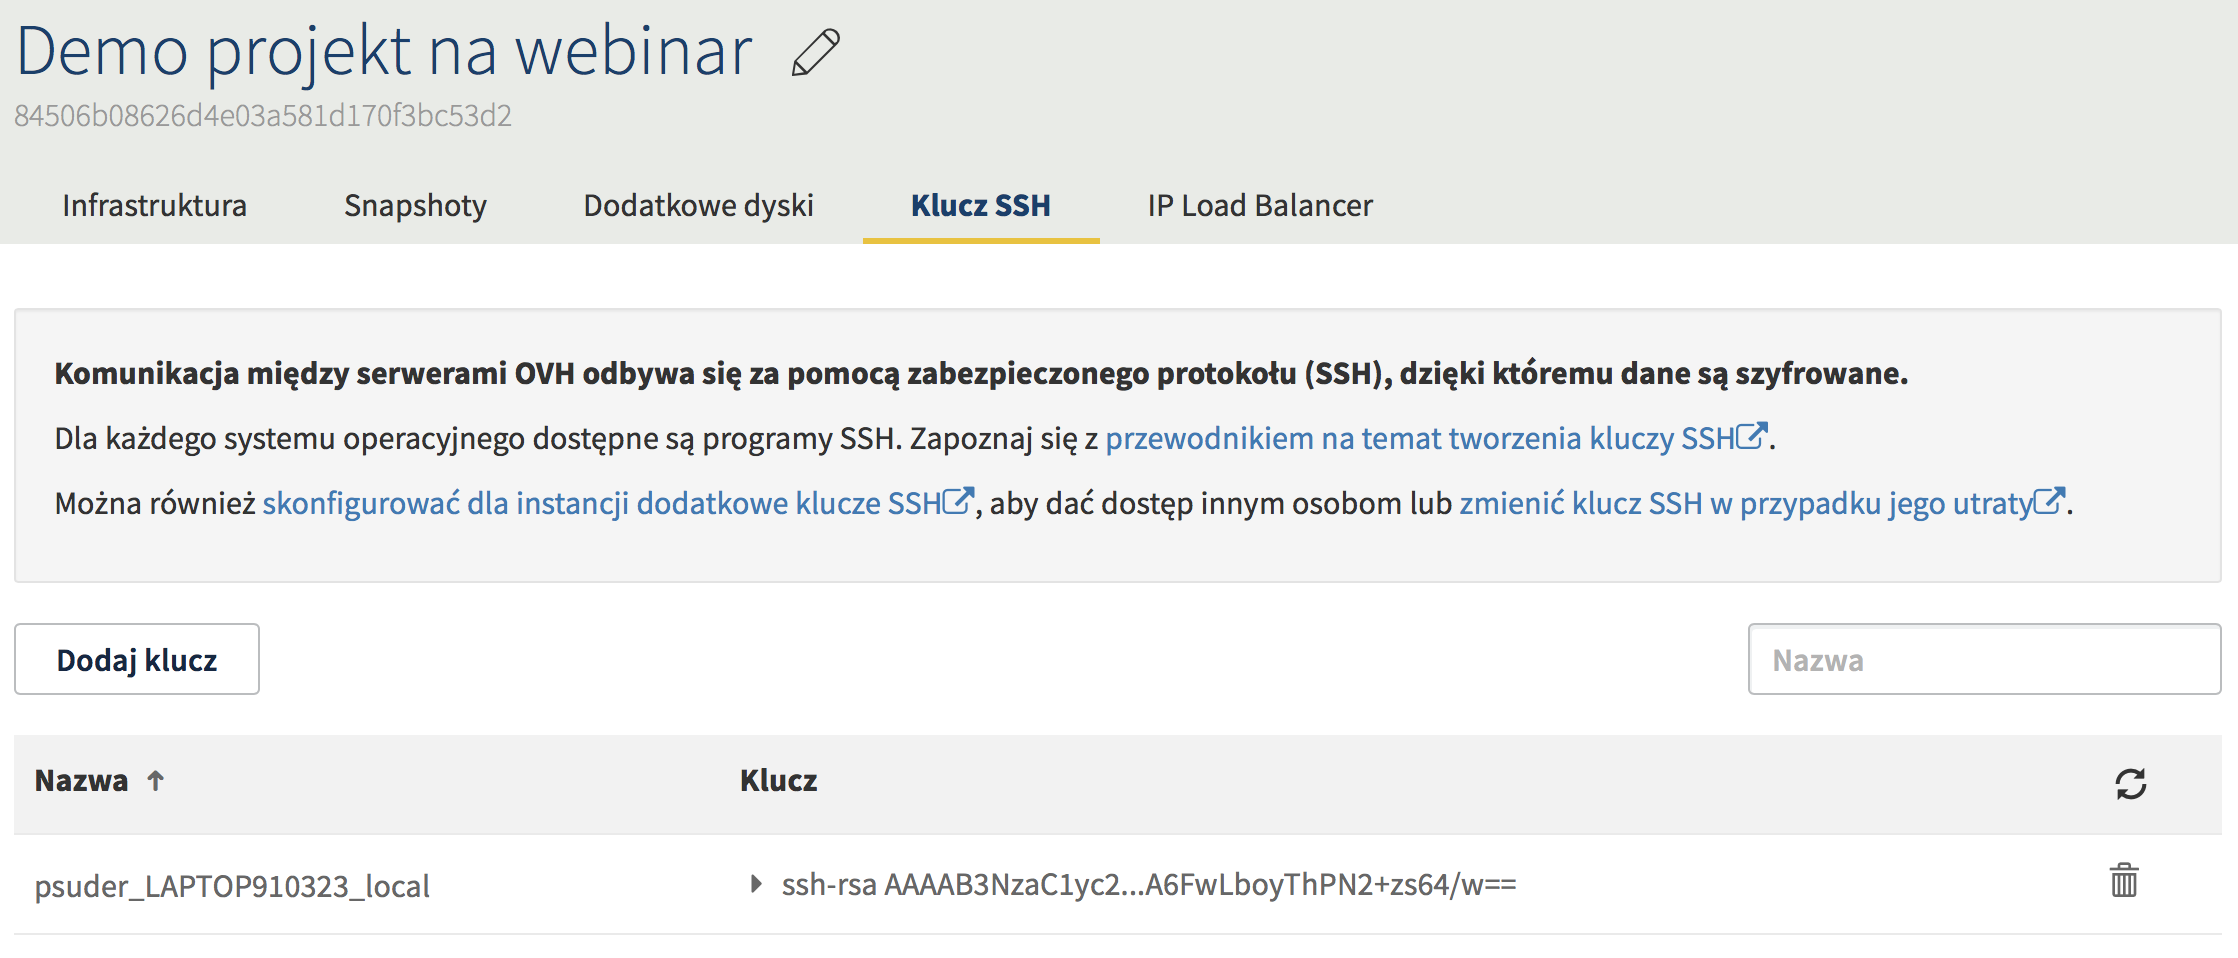 Demo projekt na webinar
84506b08626d4e03a581d170f3bc53d2
Infrastruktura Snapshoty Dodatkowe dyski Klucz SSH IP Load Balancer
Komunikacja między serwerami OVH odbywa się za pomocą zabezpieczonego protokołu (SSH), dzięki któremu dane są szyfrowane.
Dla każdego systemu operacyjnego dostępne są programy SSH. Zapoznaj się z przewodnikiem na temat tworzenia kluczy SSH.
Można również skonfigurować dla instancji dodatkowe klucze SSH, aby dać dostęp innym osobom lub zmienić klucz SSH w przypadku jego utraty.
Dodaj klucz Nazwa
Nazwa Klucz
psuder_LAPTOP910323_local ssh-rsa AAAAB3NzaC1yc2...A6FwLboyThPN2+zs64/w==